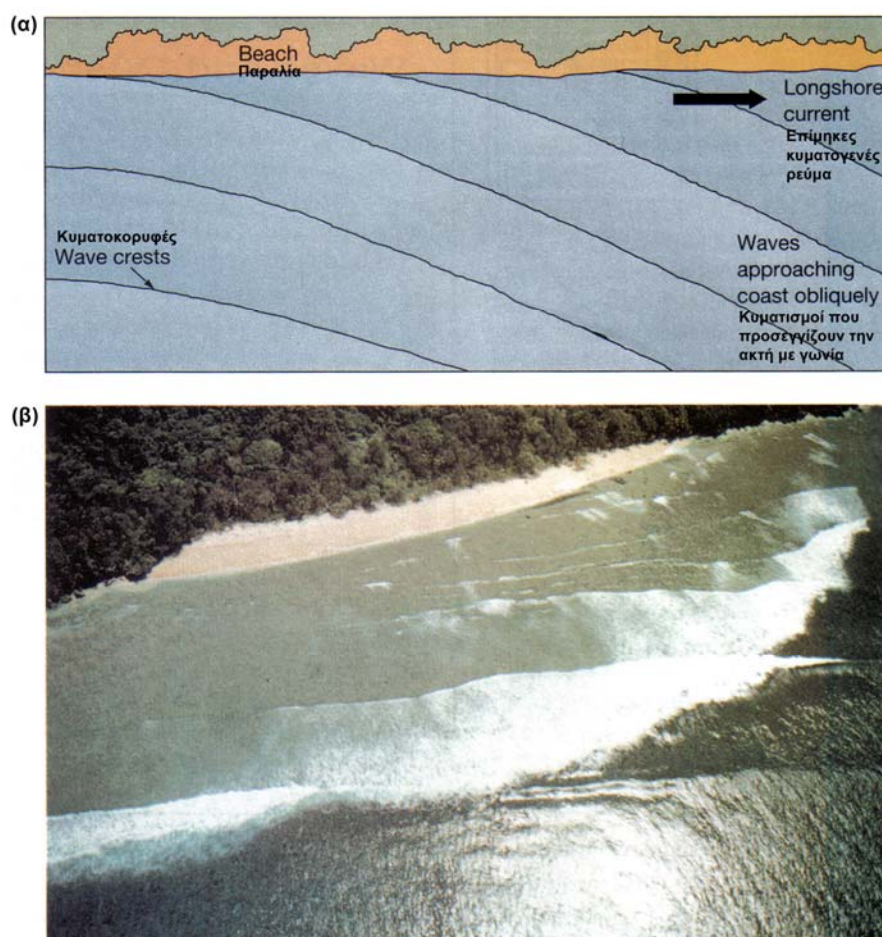 (α)
Beach
Παραλία
Longshore
current
Επίμηκες
κυματογενές
ρεύμα
Κυματοκορυφές
Wave crests
Waves
approaching
coast obliquely
Κυματισμοί που
προσεγγίζουν την
ακτή με γωνία
(β)